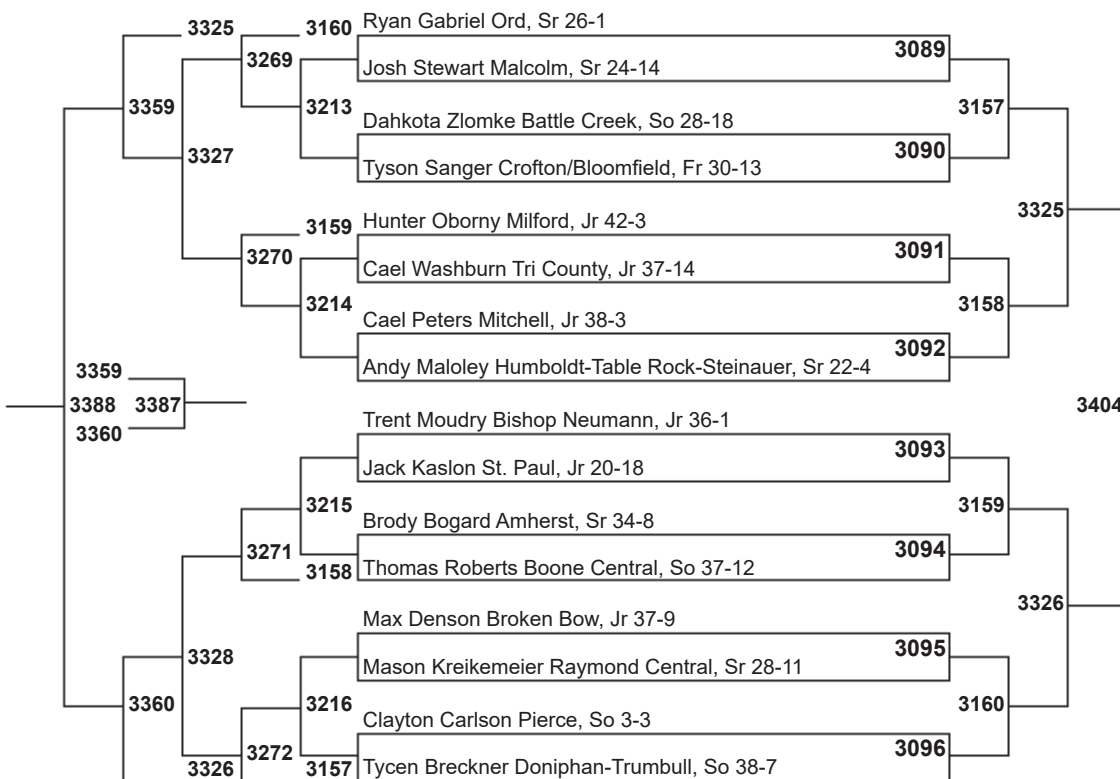 3325 3160 Ryan Gabriel Ord, Sr 26-1
3269 3089
Josh Stewart Malcolm, Sr 24-14
3359 3213 3157
Dahkota Zlomke Battle Creek, So 28-18
3327 3090
Tyson Sanger Crofton/Bloomfield, Fr 30-13
3325
3159 Hunter Oborny Milford, Jr 42-3
3270 3091
Cael Washburn Tri County, Jr 37-14
3214 3158
Cael Peters Mitchell, Jr 38-3
3092
3359 Andy Maloley Humboldt-Table Rock-Steinauer, Sr 22-4
3388 3387 3404
3360 Trent Moudry Bishop Neumann, Jr 36-1
3093
Jack Kaslon St. Paul, Jr 20-18
3215 3159
Brody Bogard Amherst, Sr 34-8
3271 3094
3158 Thomas Roberts Boone Central, So 37-12
3326
Max Denson Broken Bow, Jr 37-9
3328 3095
Mason Kreikemeier Raymond Central, Sr 28-11
3360 3216 3160
Clayton Carlson Pierce, So 3-3
3272 3096
3326 3157 Tycen Breckner Doniphan-Trumbull, So 38-7